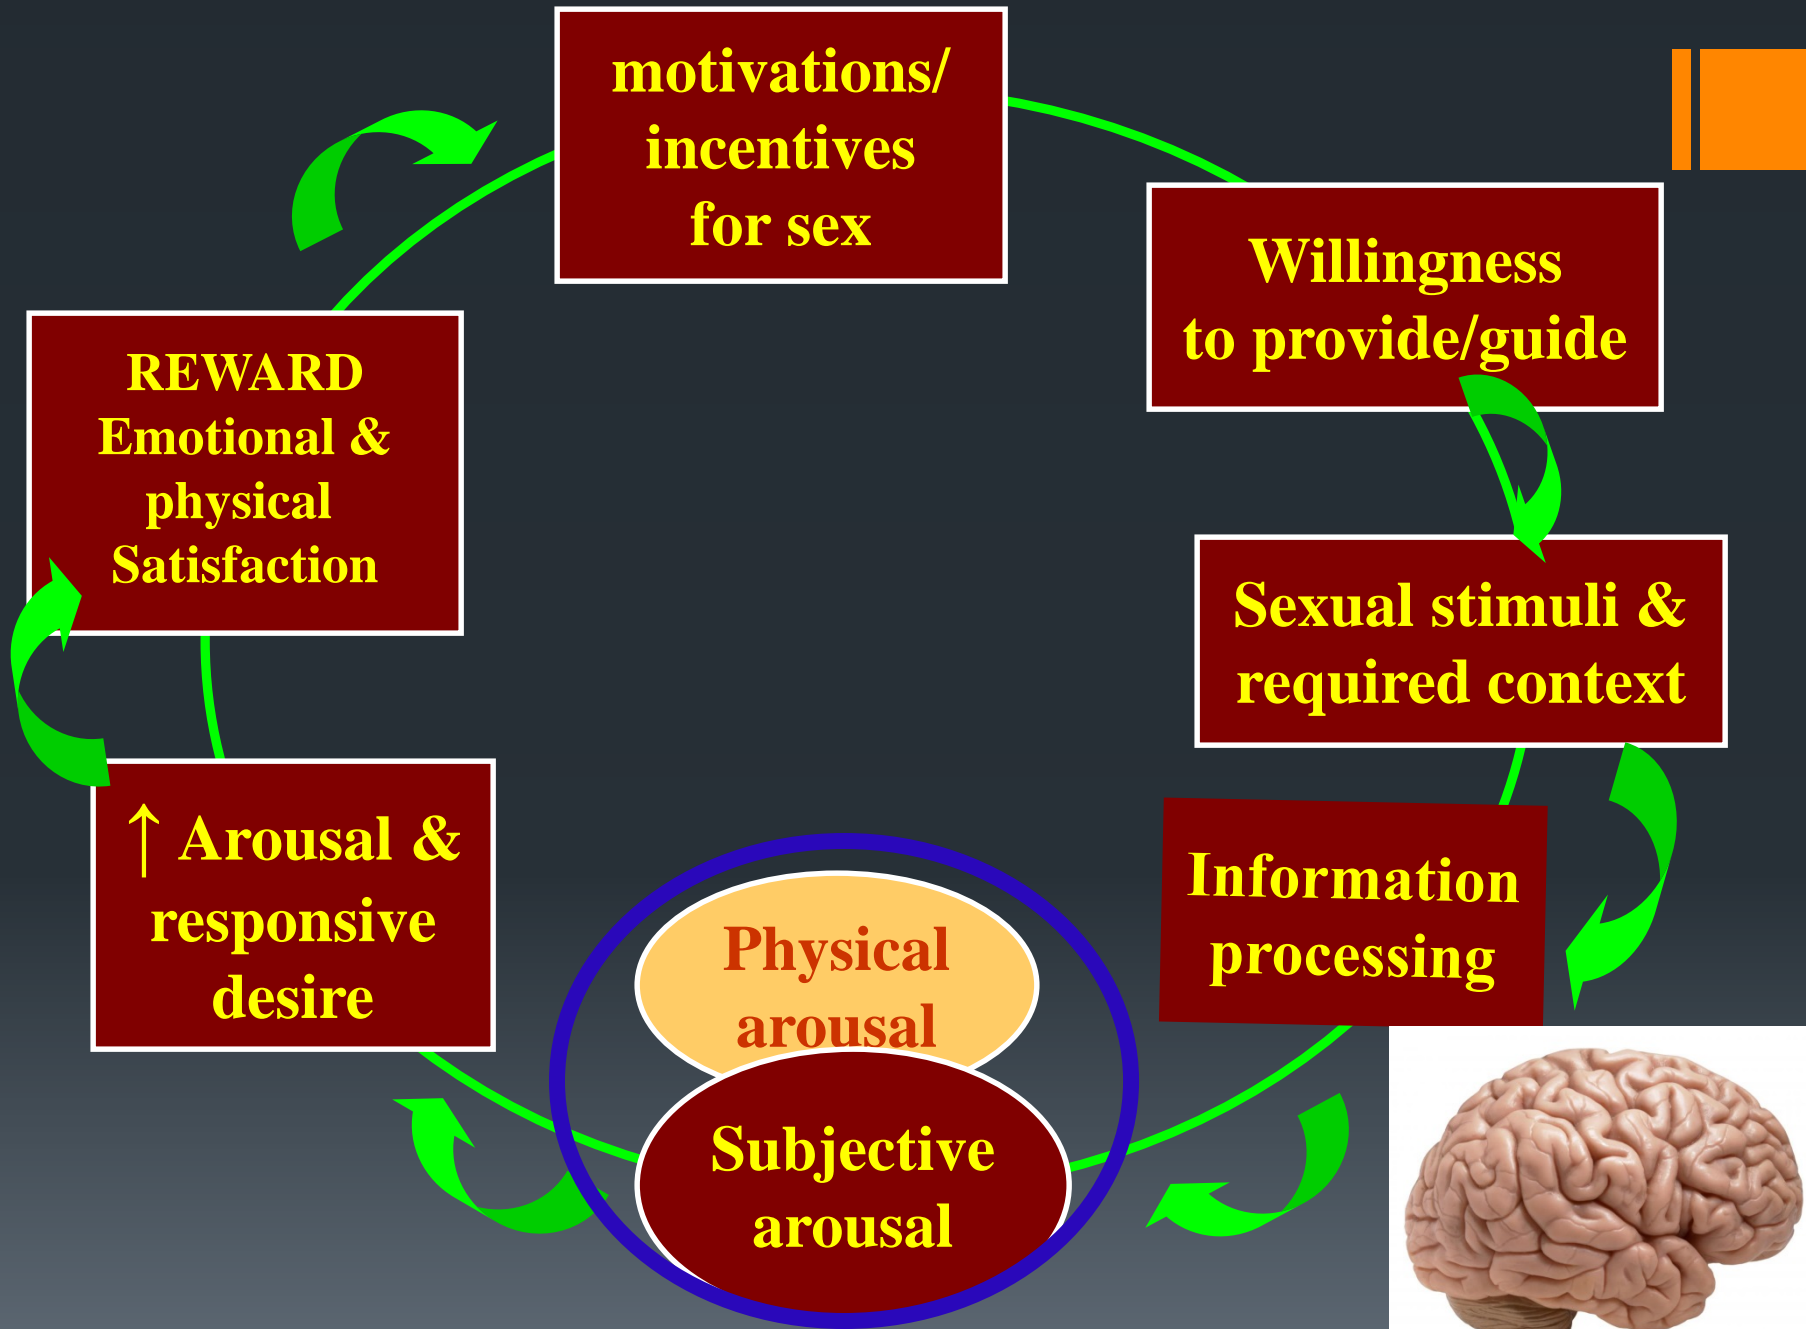 motivations/
incentives
for sex
Willingness
to provide/guide
Sexual stimuli &
required context
Information
processing
Physical
arousal
Subjective
arousal
↑ Arousal &
responsive
desire
REWARD
Emotional &
physical
Satisfaction